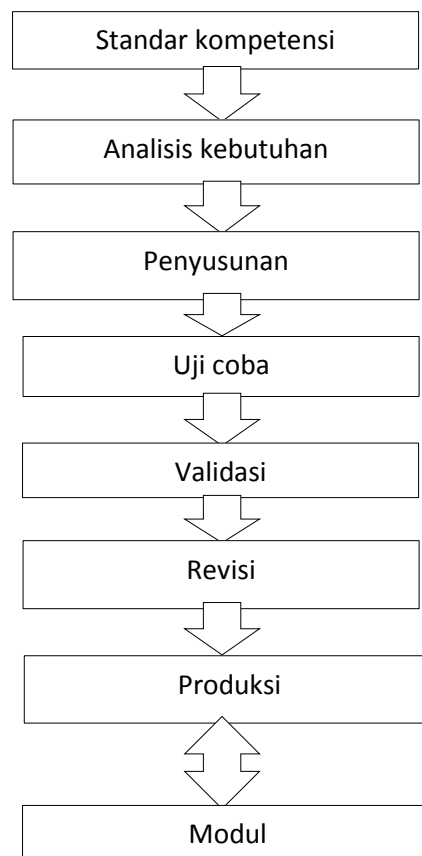 Standar kompetensi
Analisis kebutuhan
Penyusunan
Uji coba
Validasi
Revisi
Produksi
Modul